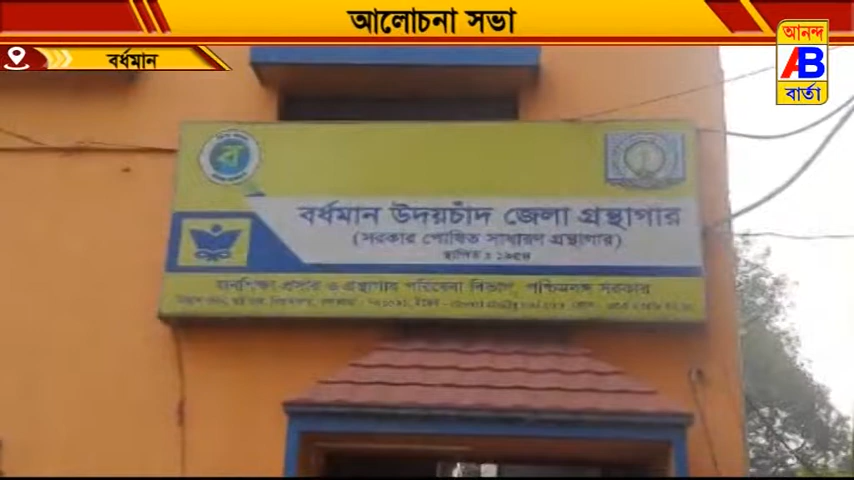 আলোচনা সভা
বর্ধমান
আনন্দ
AB
বার্তা
ব
বর্ধমান উদয়চাঁদ জেলা গ্রন্থাগার
(সরকার পোষিত সাধারণ গ্রন্থাগার)
স্থাপিত :
জনশিক্ষা প্রসার ও গ্রন্থাগার পরিষেবা বিভাগ, পশ্চিমবঙ্গ সরকার